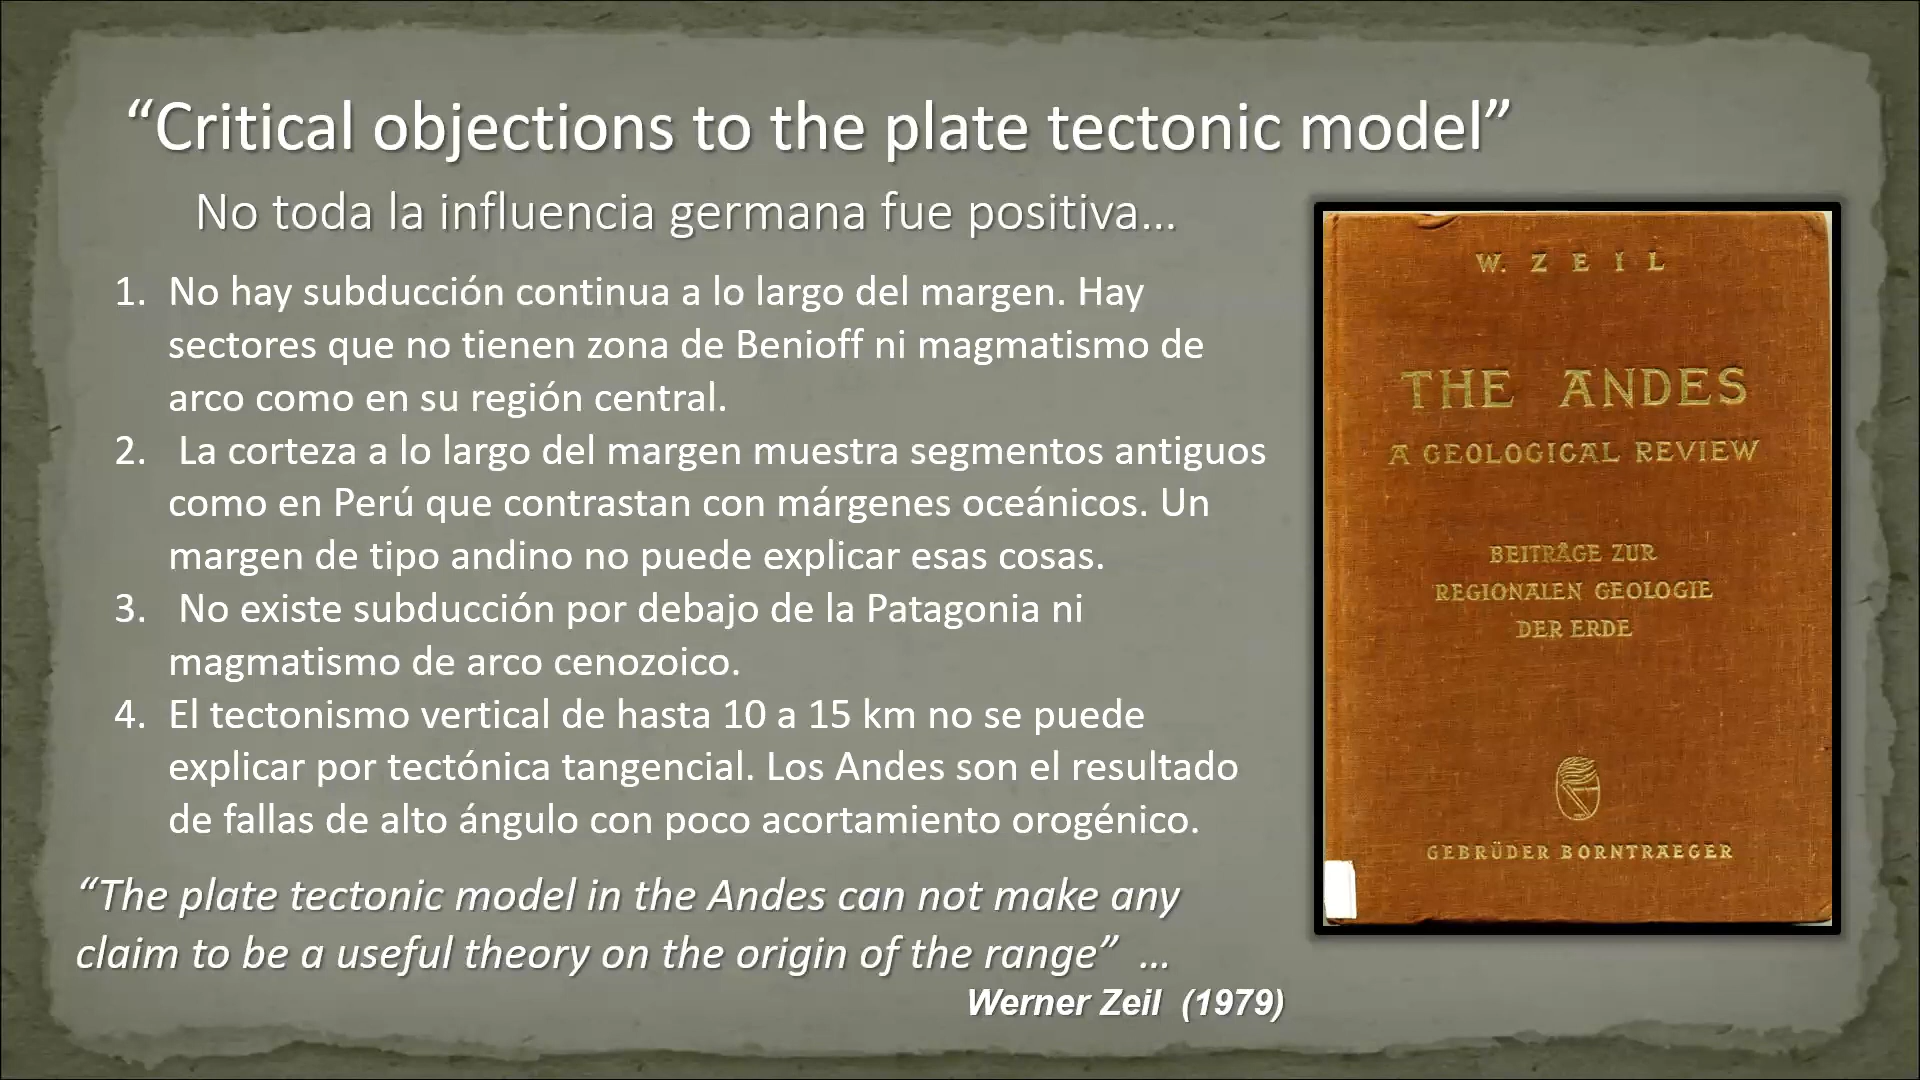 “Critical objections to the plate tectonic model”
No toda la influencia germana fue positiva...
1. No hay subducción continua a lo largo del margen. Hay
sectores que no tienen zona de Benioff ni magmatismo de
arco como en su región central.
2. La corteza a lo largo del margen muestra segmentos antiguos
como en Perú que contrastan con márgenes oceánicos. Un
margen de tipo andino no puede explicar esas cosas.
3. No existe subducción por debajo de la Patagonia ni
magmatismo de arco cenozoico.
4. El tectonismo vertical de hasta 10 a 15 km no se puede
explicar por tectónica tangencial. Los Andes son el resultado
de fallas de alto ángulo con poco acortamiento orogénico.
“The plate tectonic model in the Andes can not make any
claim to be a useful theory on the origin of the range” ...
Werner Zeil (1979)
W. ZEIL
THE ANDES
A GEOLOGICAL REVIEW
BEITRÄGE ZUR
REGIONALEN GEOLOGIE
DER ERDE
GEBRÜDER BORNTRAEGER